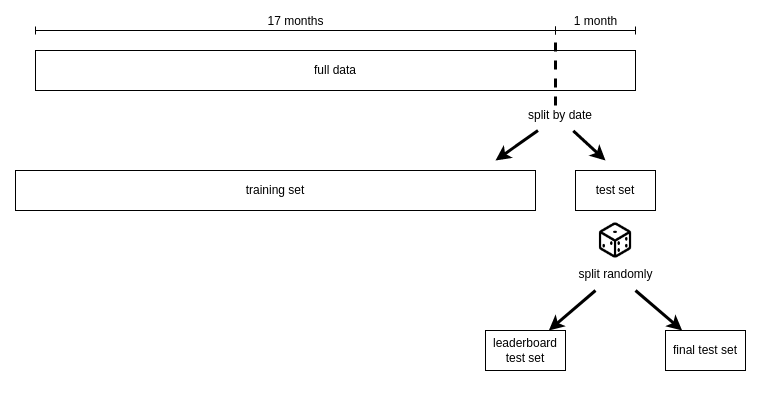 17 months
1 month
full data
split by date
training set
test set
split randomly
leaderboard
test set
final test set